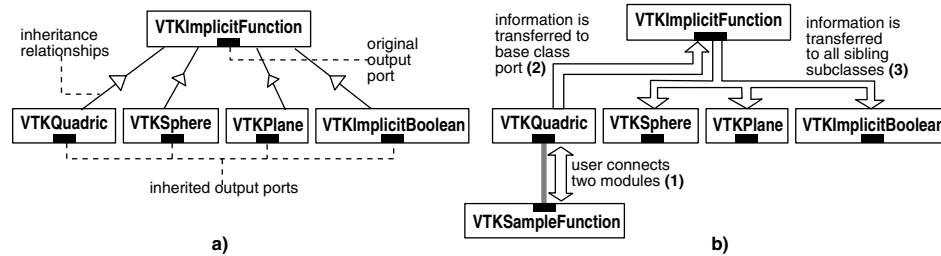 VTKImplicitFunction
inheritance
relationships
original
output
port
VTKQuadric
VTKSphere
VTKPlane
VTKImplicitBoolean
inherited output ports
a)
information is
transferred to
base class
port (2)
VTKImplicitFunction
information is
transferred
to all sibling
subclasses (3)
VTKQuadric
VTKSphere
VTKPlane
VTKImplicitBoolean
user connects
two modules (1)
VTKSampleFunction
b)